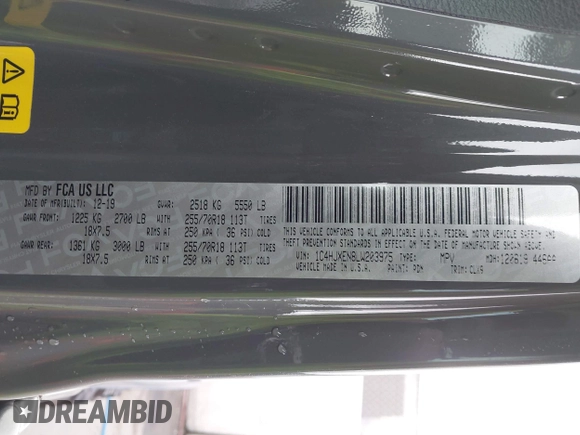 MFD BY FCA US LLC
DATE OF MFR(BUILT): 12-19 GVWR: 2518 KG 5550 LB
GAWR FRONT: 1225 KG 2700 LB WITH 255/70R18 113T TIRES
18X7.5 RIMS AT 250 KPA ( 36 PSI) COLD
GAWR REAR: 1361 KG 3000 LB WITH 255/70R18 113T TIRES
18X7.5 RIMS AT 250 KPA ( 36 PSI) COLD
THIS VEHICLE CONFORMS TO ALL APPLICABLE U.S.A. FEDERAL MOTOR VEHICLE SAFETY AND
THEFT PREVENTION STANDARDS IN EFFECT ON THE DATE OF MANUFACTURE SHOWN ABOVE.
VIN: 1C4HJXEN8LW203975 TYPE: MPV MDH: 120619
VEHICLE MADE IN U.S.A. PAINT: PDN TRIM:
DREAMBID